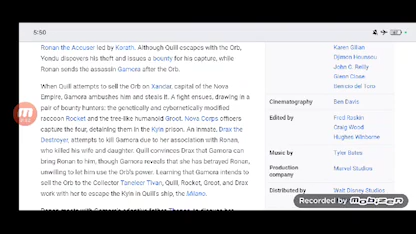 5:50
Ronan the Accuser led by Korath. Although Quill escapes with the Orb,
Yondu discovers his theft and issues a bounty for his capture, while
Ronan sends the assassin Gamora after the Orb.
When Quill attempts to sell the Orb on Xandar, capital of the Nova
Empire, Gamora ambushes him and steals it. A fight ensues, drawing in a
pair of bounty hunters: the genetically and cybernetically modified
raccoon Rocket and the tree-like humanoid Groot. Nova Corps officers
capture the four, detaining them in the Kyln prison. An inmate, Drax the
Destroyer, attempts to kill Gamora due to her association with Ronan,
who killed his wife and daughter. Quill convinces Drax that Gamora can
bring Ronan to him, though Gamora reveals that she has betrayed Ronan,
unwilling to let him use the Orb's power. Learning that Gamora intends to
sell the Orb to the Collector Taneleer Tivan, Quill, Rocket, Groot, and Drax
work with her to escape the Kyln in Quill's ship, the Milano.
Karen Gillan
Djimon Hounsou
John C. Reilly
Glenn Close
Benicio del Toro
Cinematography Ben Davis
Edited by Fred Raskin
Craig Wood
Hughes Winborne
Music by Tyler Bates
Production company Marvel Studios
Distributed by Walt Disney Studios
Recorded by mobizen